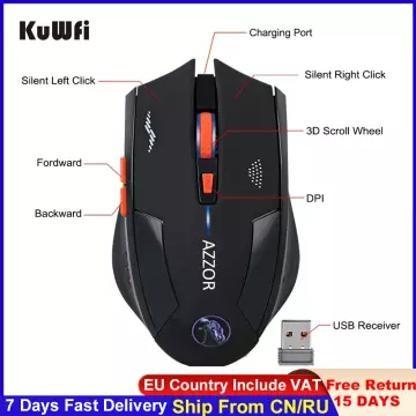 KuWfi
Charging Port
Silent Left Click
Silent Right Click
3D Scroll Wheel
Fordward
DPI
Backward
AZZOR
USB Receiver
EU Country Include VAT
Free Return
15 DAYS
7 Days Fast Delivery Ship From CN/RU